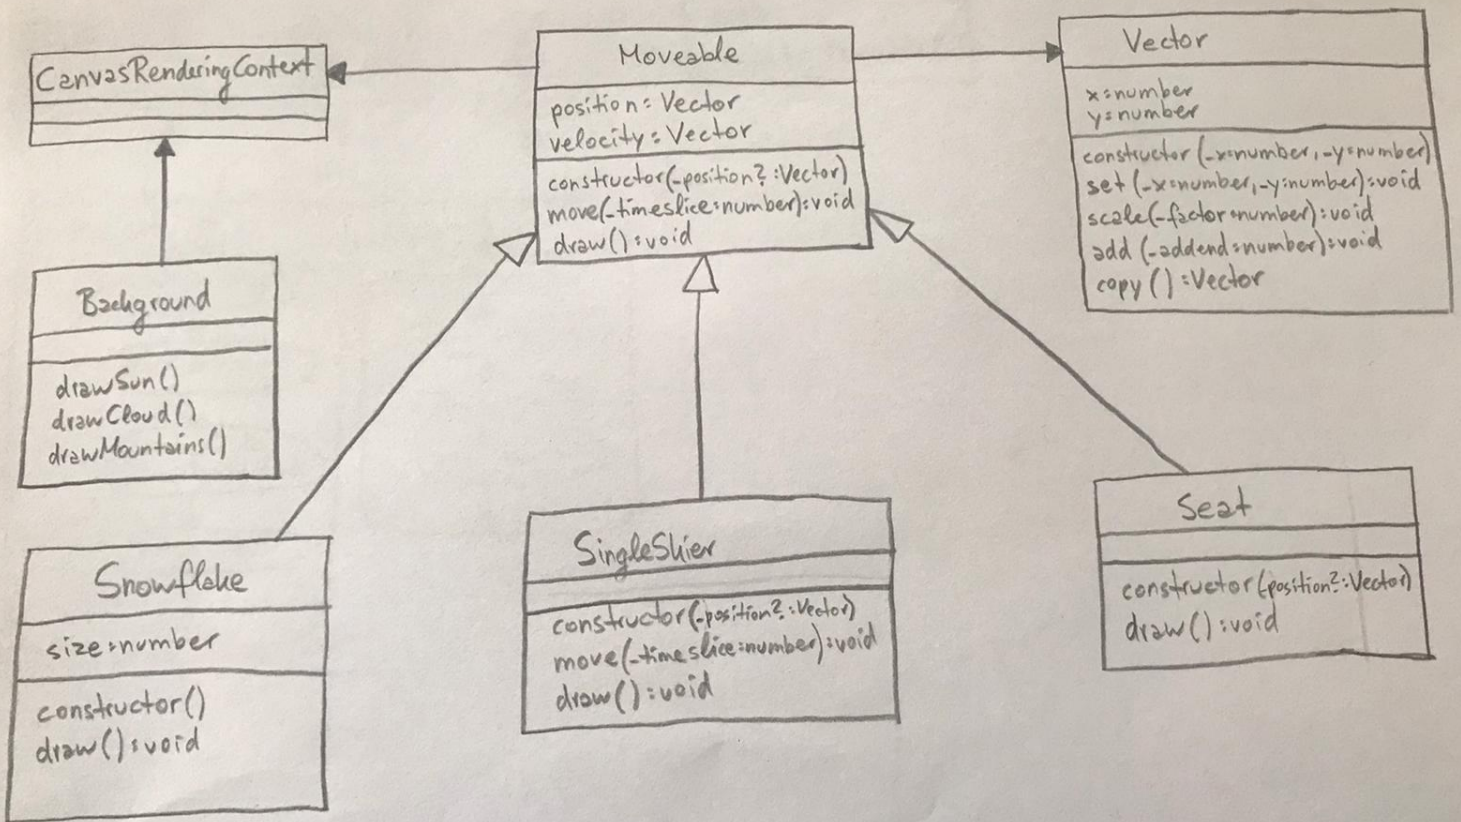 CanvasRenderingContext
Moveable
position: Vector
velocity: Vector
constructor(_position?: Vector)
move(_timeslice: number): void
draw(): void
Vector
x: number
y: number
constructor (_x: number, _y: number)
set (_x: number, _y: number): void
scale(_factor: number): void
add (_addend: number): void
copy(): Vector
Background
drawSun()
drawCloud()
drawMountains()
Snowflake
size: number
constructor()
draw(): void
SingleSkier
constructor(_position?: Vector)
move(_timeslice: number): void
draw(): void
Seat
constructor(_position?: Vector)
draw(): void